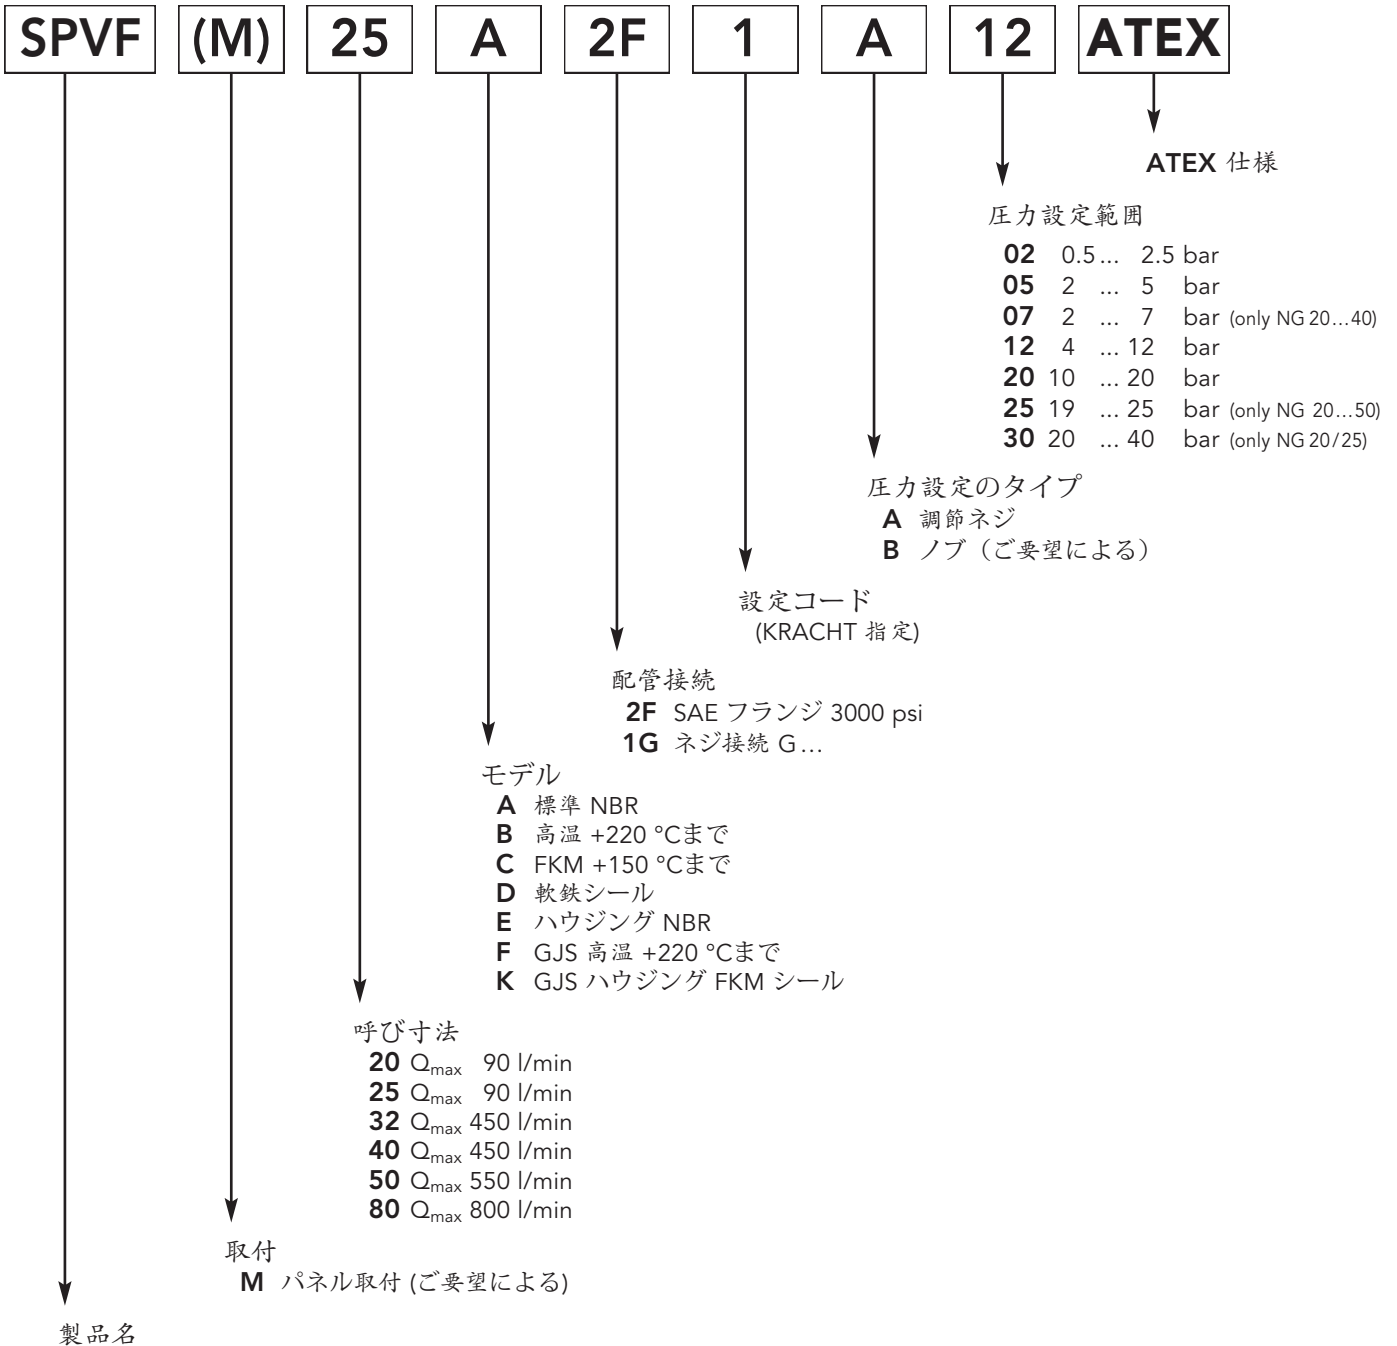 SPVF (M) 25 A 2F 1 A 12 ATEX
ATEX 仕様
圧力設定範囲
02 0.5 ... 2.5 bar
05 2 ... 5 bar
07 2 ... 7 bar (only NG 20...40)
12 4 ... 12 bar
20 10 ... 20 bar
25 19 ... 25 bar (only NG 20...50)
30 20 ... 40 bar (only NG 20/25)
圧力設定のタイプ
A 調節ネジ
B ノブ（ご要望による）
設定コード
(KRACHT 指定)
配管接続
2F SAE フランジ 3000 psi
1G ネジ接続 G...
モデル
A 標準 NBR
B 高温 +220 °Cまで
C FKM +150 °Cまで
D 軟鉄シール
E ハウジング NBR
F GJS 高温 +220 °Cまで
K GJS ハウジング FKM シール
呼び寸法
20 Qmax 90 l/min
25 Qmax 90 l/min
32 Qmax 450 l/min
40 Qmax 450 l/min
50 Qmax 550 l/min
80 Qmax 800 l/min
取付
M パネル取付 (ご要望による)
製品名